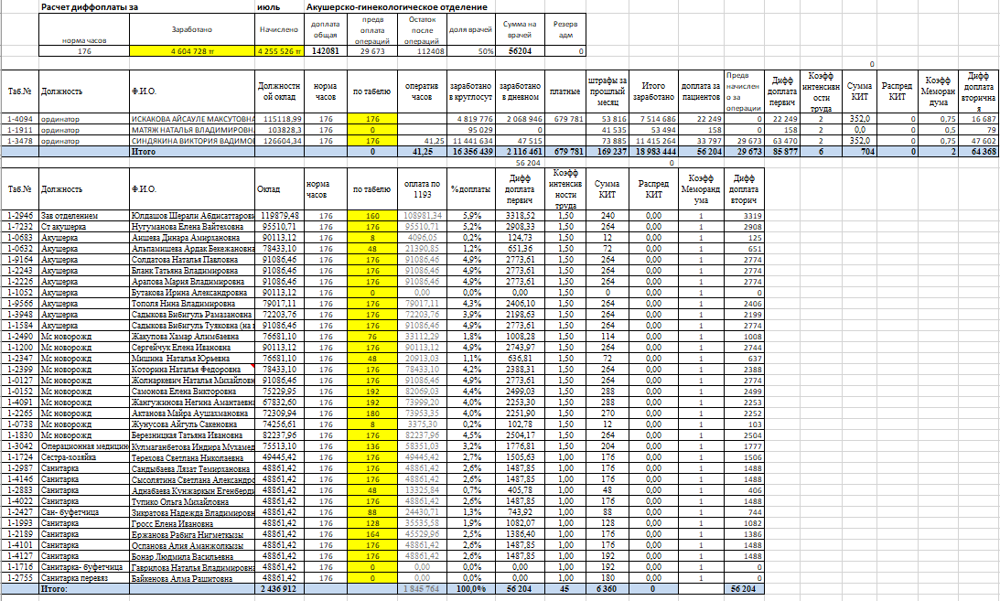 Расчет диффоплаты за июль Акушерско-гинекологическое отделение
норма часов Заработано Начислено доплата общая предв оплата операций Остаток после операций доля врачей Сумма на врачей Резерв адм
176 4 604 728 тг 4 255 526 тг 142081 29 673 112408 50% 56204 0
0
Таб.№ Должность Ф.И.О. Должностн ой оклад норма часов по табелю оператив часов заработано в круглосут заработано в дневном платные штрафы за прошлый месяц Итого заработано доплата за пациентов Предв начислен о за операции Дифф доплата первич Коэфф интенсивн ости труда Сумма КИТ Распред КИТ Коэфф Меморан дума Дифф доплата вторична я
1-4094 ординатор ИСКАКОВА АЙСАУЛЕ МАКСУТОВНА 115118,99 176 176 4 819 776 2 068 946 679 781 53 816 7 514 686 22 249 0 22 249 2 352,0 0 0,75 16 687
1-1911 ординатор МАТЯЖ НАТАЛЬЯ ВЛАДИМИРОВН 103828,3 176 0 95 029 0 41 535 53 494 158 0 158 2 0,0 0 0,5 79
1-3478 ординатор СИНДЯКИНА ВИКТОРИЯ ВАДИМОВ 126604,34 176 176 41,25 11 441 634 47 515 73 885 11 415 264 33 797 29 673 63 470 2 352,0 0 0,75 47 602
Итого 0 41,25 16 356 439 2 116 461 679 781 169 237 18 983 444 56 204 29 673 85 877 6 704 0 2 64 368
56 204 0
Таб.№ Должность Ф.И.О. Оклад норма часов по табелю оплата по 1193 %доплаты Дифф доплата первич Коэфф интенсив ности труда Сумма КИТ Распред КИТ Коэфф Меморанд ума Дифф доплата вторич
1-2946 Зав отделением Юлдашов Шерали Абдисаттарови 119879,48 176 160 108981,34 5,9% 3318,52 1,50 240 0,00 1 3319
1-7232 Ст акушерка Нугуманова Елена Вайтеховна 95510,71 176 176 95510,71 5,2% 2908,33 1,50 264 0,00 1 2908
1-0683 Акушерка Аишева Динара Амирхановна 90113,12 176 8 4096,05 0,2% 124,73 1,50 12 0,00 1 125
1-0632 Акушерка Альпамишева Ардак Бекежановна 78433,10 176 48 21390,85 1,2% 651,36 1,50 72 0,00 1 651
1-9164 Акушерка Солдатова Наталья Павловна 91086,46 176 176 91086,46 4,9% 2773,61 1,50 264 0,00 1 2774
1-2243 Акушерка Бланк Татьяна Владимировна 91086,46 176 176 91086,46 4,9% 2773,61 1,50 264 0,00 1 2774
1-2226 Акушерка Арапова Мария Владимировна 91086,46 176 176 91086,46 4,9% 2773,61 1,50 264 0,00 1 2774
1-1052 Акушерка Бутакова Ирина Александровна 90113,12 176 0 0,00 0,0% 0,00 1,50 0 0,00 1 0
1-9566 Акушерка Тополя Нина Владимировна 79017,11 176 176 79017,11 4,3% 2406,10 1,50 264 0,00 1 2406
1-3948 Акушерка Садыкова Бибигуль Рамазановна 72203,76 176 176 72203,76 3,9% 2198,63 1,50 264 0,00 1 2199
1-1584 Акушерка Садыкова Бибигуль Туяковна (на 91086,46 176 176 91086,46 4,9% 2773,61 1,50 264 0,00 1 2774
1-2490 Мс новорожд Жакупова Хамар Алимбаевна 76681,10 176 76 33112,29 1,8% 1008,28 1,50 114 0,00 1 1008
1-1200 Мс новорожд Сергейчук Елена Ивановна 90113,12 176 176 90113,12 4,9% 2743,97 1,50 264 0,00 1 2744
1-2347 Мс новорожд Мишина Наталья Юрьевна 76681,10 176 48 20913,03 1,1% 636,81 1,50 72 0,00 1 637
1-2399 Мс новорожд Которина Наталья Федоровна 78433,10 176 176 78433,10 4,2% 2388,31 1,50 264 0,00 1 2388
1-0127 Мс новорожд Жолнаркевич Наталья Михайловн 91086,46 176 176 91086,46 4,9% 2773,61 1,50 264 0,00 1 2774
1-0152 Мс новорожд Самонова Елена Викторовна 75229,95 176 192 82069,03 4,4% 2499,03 1,50 288 0,00 1 2499
1-4091 Мс новорожд Жангужинова Негина Амантаевна 67832,60 176 192 73999,20 4,0% 2253,30 1,50 288 0,00 1 2253
1-2265 Мс новорожд Актанова Майра Аушахмановна 72309,94 176 180 73953,35 4,0% 2251,90 1,50 270 0,00 1 2252
1-0738 Мс новорожд Жунусова Айгуль Сакеновна 74256,61 176 8 3375,30 0,2% 102,78 1,50 12 0,00 1 103
1-1830 Мс новорожд Березницкая Татьяна Ивановна 82237,96 176 176 82237,96 4,5% 2504,17 1,50 264 0,00 1 2504
1-3042 Операционная медицин Кулмаганбетова Индира Мухамед 75513,10 176 136 58351,03 3,2% 1776,81 1,50 204 0,00 1 1777
1-1724 Сестра-хозяйка Терехова Светлана Николаевна 49445,42 176 176 49445,42 2,7% 1505,63 1,00 176 0,00 1 1506
1-2987 Санитарка Сандыбаева Лязат Темирхановна 48861,42 176 176 48861,42 2,6% 1487,85 1,00 176 0,00 1 1488
1-4146 Санитарка Сысолятина Светлана Александро 48861,42 176 176 48861,42 2,6% 1487,85 1,00 176 0,00 1 1488
1-2883 Санитарка Аднабаева Кунжаркын Егенберди 48861,42 176 48 13325,84 0,7% 405,78 1,00 48 0,00 1 406
1-4022 Санитарка Тупико Ольга Михайловна 48861,42 176 176 48861,42 2,6% 1487,85 1,00 176 0,00 1 1488
1-2427 Сан- буфетчица Зикратова Надежда Владимировн 48861,42 176 88 24430,71 1,3% 743,92 1,00 88 0,00 1 744
1-1993 Санитарка Гросс Елена Ивановна 48861,42 176 128 35535,58 1,9% 1082,07 1,00 128 0,00 1 1082
1-2189 Санитарка Ержанова Рабига Нигметкызы 48861,42 176 164 45529,96 2,5% 1386,40 1,00 176 0,00 1 1386
1-4101 Санитарка Оспанова Алия Аманжолкызы 48861,42 176 176 48861,42 2,6% 1487,85 1,00 176 0,00 1 1488
1-4127 Санитарка Бонар Людмила Васильевна 48861,42 176 176 48861,42 2,6% 1487,85 1,00 192 0,00 1 1488
1-1716 Санитарка- буфетчица Гаврилова Наталья Владимировна 48861,42 176 0 0,00 0,0% 0,00 1,00 192 0,00 1 0
1-2755 Санитарка перевяз Байкенова Алма Рашитовна 48861,42 176 0 0,00 0,0% 0,00 1,00 180 0,00 1 0
Итого: 2 436 912 1 845 764 100,0% 56 204 45 6 360 0 56 204